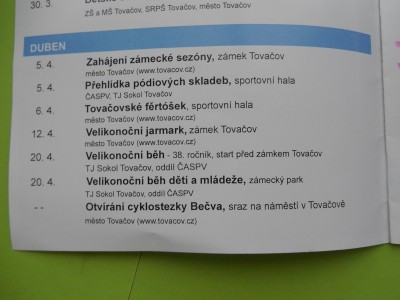 30. 3.
ZŠ a MŠ Tovačov, SRPŠ Tovačov, město Tovačov
DUBEN
5. 4. Zahájení zámecké sezóny, zámek Tovačov
město Tovačov (www.tovacov.cz)
5. 4. Přehlídka pódiových skladeb, sportovní hala
ČASPV, TJ Sokol Tovačov
6. 4. Tovačovské fěrtóšek, sportovní hala
město Tovačov (www.tovacov.cz)
12. 4. Velikonoční jarmark, zámek Tovačov
město Tovačov (www.tovacov.cz)
20. 4. Velikonoční běh - 38. ročník, start před zámkem Tovačov
TJ Sokol Tovačov, oddíl ČASPV
20. 4. Velikonoční běh dětí a mládeže, zámecký park
TJ Sokol Tovačov, oddíl ČASPV
- - Otvírání cyklostezky Bečva, sraz na náměstí v Tovačově
město Tovačov (www.tovacov.cz)